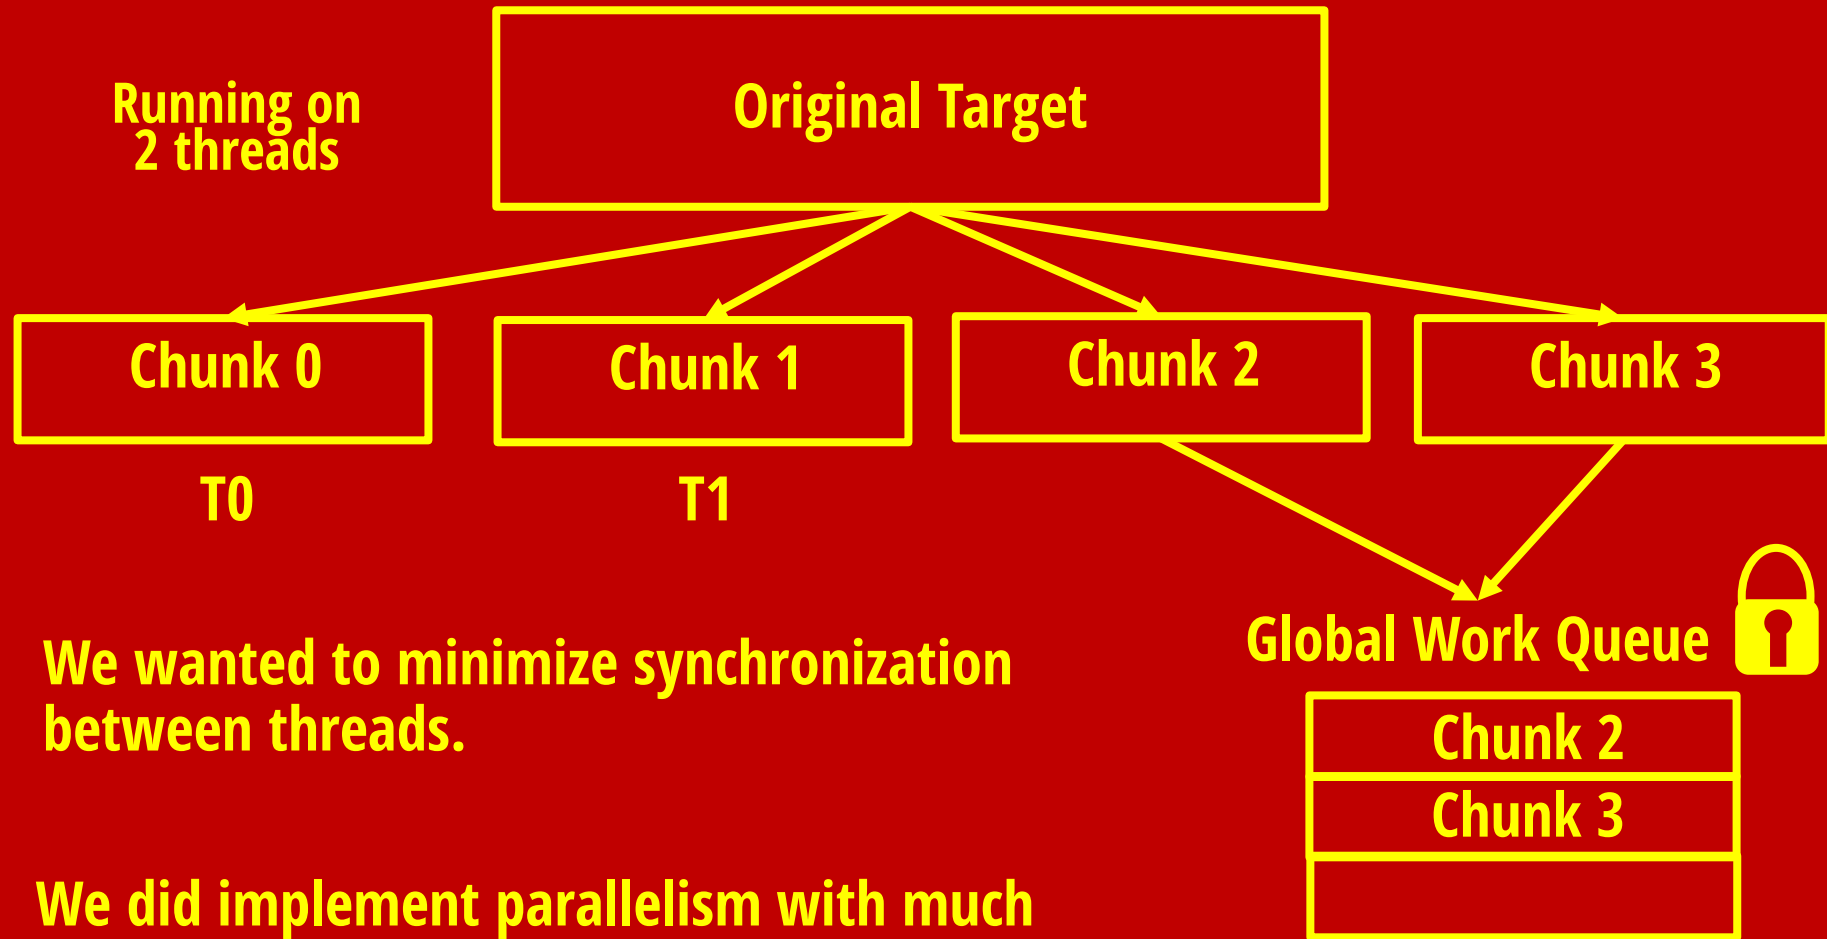 Running on
2 threads
Original Target
Chunk 0
Chunk 1
Chunk 2
Chunk 3
T0
T1
We wanted to minimize synchronization
between threads.
Global Work Queue
Chunk 2
Chunk 3
We did implement parallelism with much